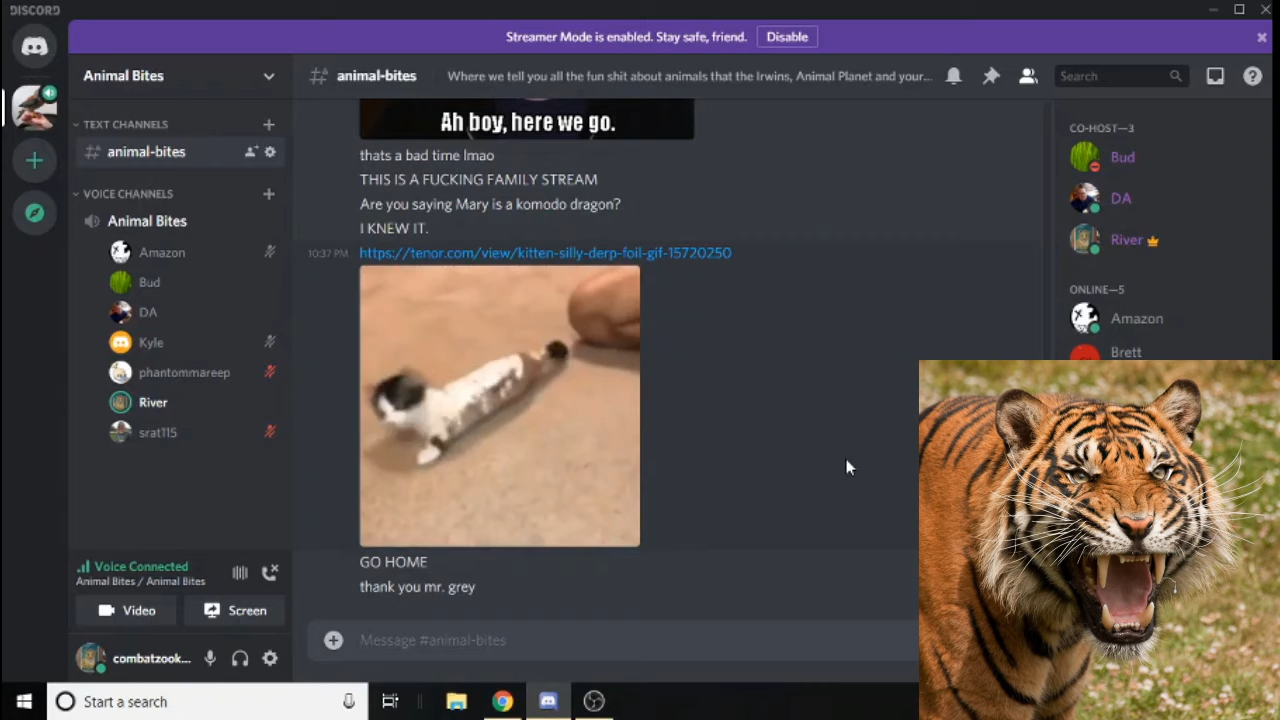 DISCORD
Streamer Mode is enabled. Stay safe, friend. Disable
Animal Bites
animal-bites
Where we tell you all the fun shit about animals that the Irwins, Animal Planet and your...
Search
TEXT CHANNELS
animal-bites
VOICE CHANNELS
Animal Bites
Amazon
Bud
DA
Kyle
phantommareep
River
srat115
Voice Connected
Animal Bites / Animal Bites
Video
Screen
combatzook...
Ah boy, here we go.
thats a bad time lmao
THIS IS A FUCKING FAMILY STREAM
Are you saying Mary is a komodo dragon?
I KNEW IT.
10:37 PM https://tenor.com/view/kitten-silly-derp-foil-gif-15720250
GO HOME
thank you mr. grey
Message #animal-bites
CO-HOST—3
Bud
DA
River
ONLINE—5
Amazon
Brett
Start a search